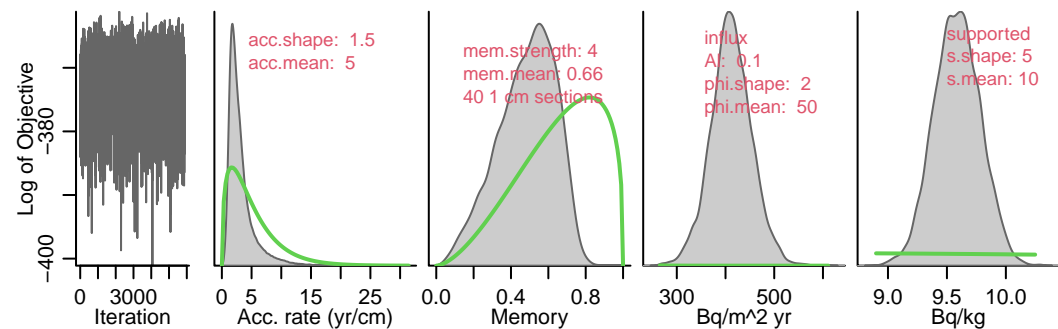 Log of Objective
−400
−380
0
3000
Iteration
acc.shape: 1.5
acc.mean: 5
0
5
15
25
Acc. rate (yr/cm)
mem.strength: 4
mem.mean: 0.66
40 1 cm sections
0.0
0.4
0.8
Memory
influx
Al: 0.1
phi.shape: 2
phi.mean: 50
300
500
Bq/m^2 yr
supported
s.shape: 5
s.mean: 10
9.0
9.5
10.0
Bq/kg